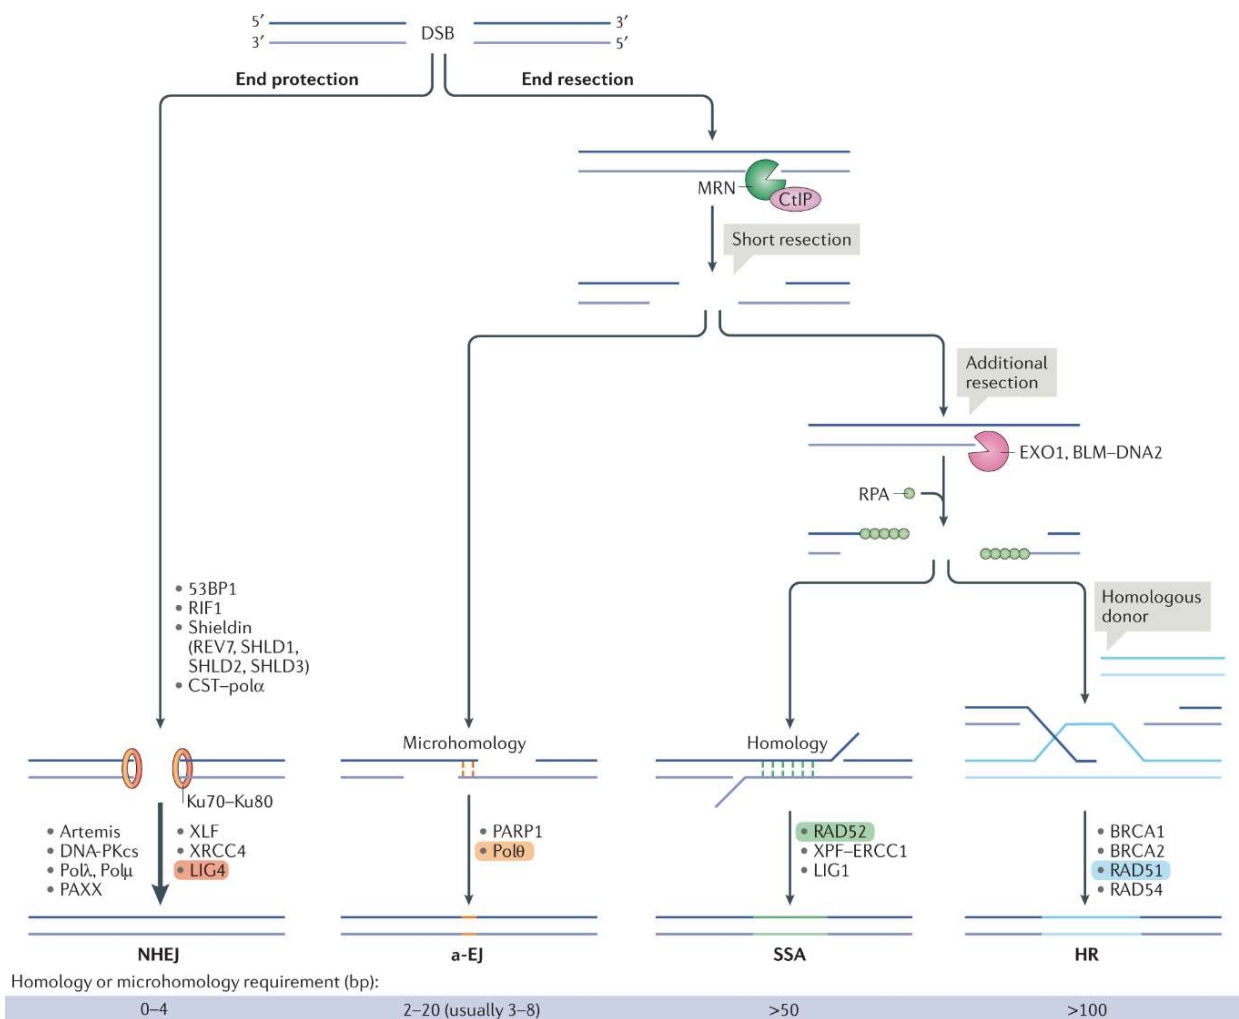 5′
3′
DSB
3′
5′
End protection
End resection
MRN
CtIP
Short resection
Additional
resection
EXO1, BLM–DNA2
RPA
Homologous
donor
• 53BP1
• RIF1
• Shieldin
(REV7, SHLD1,
SHLD2, SHLD3)
• CST–polα
Ku70–Ku80
• Artemis
• DNA-PKcs
• Polλ, Polμ
• PAXX
• XLF
• XRCC4
• LIG4
NHEJ
Microhomology
• PARP1
• Polθ
a-EJ
Homology
• RAD52
• XPF–ERCC1
• LIG1
SSA
• BRCA1
• BRCA2
• RAD51
• RAD54
HR
Homology or microhomology requirement (bp):
0–4
2–20 (usually 3–8)
>50
>100